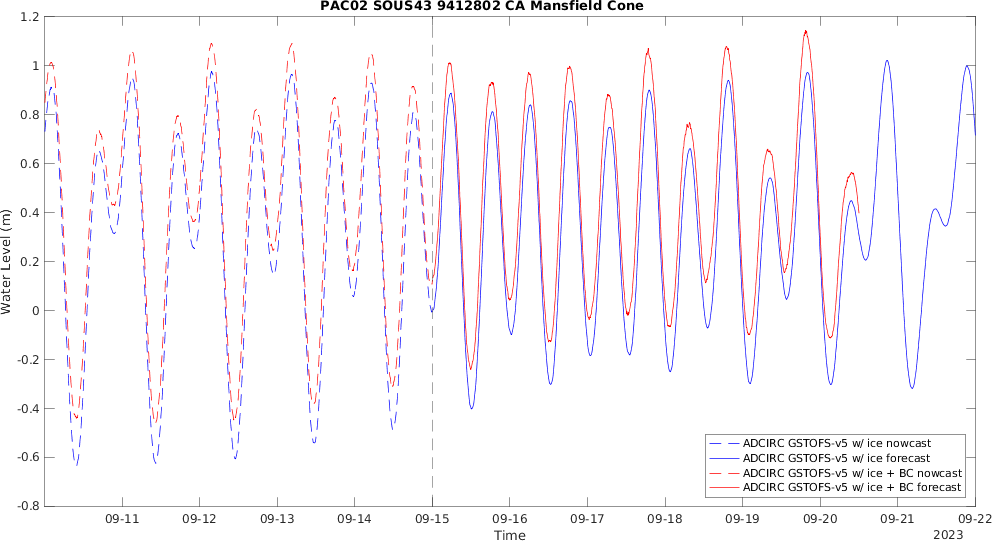 PAC02 SOUS43 9412802 CA Mansfield Cone
1.2
1
0.8
0.6
0.4
0.2
0
-0.2
-0.4
-0.6
-0.8
Water Level (m)
ADCIRC GSTOFS-v5 w/ ice nowcast
ADCIRC GSTOFS-v5 w/ ice forecast
ADCIRC GSTOFS-v5 w/ ice + BC nowcast
ADCIRC GSTOFS-v5 w/ ice + BC forecast
09-11 09-12 09-13 09-14 09-15 09-16 09-17 09-18 09-19 09-20 09-21 09-22
Time
2023